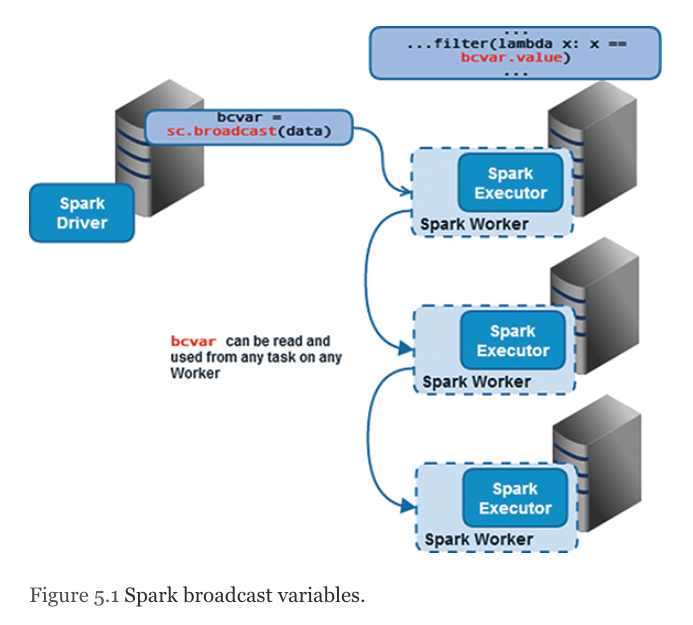 ...
...filter(lambda x: x ==
bcvar.value)
...
bcvar =
sc.broadcast(data)
Spark
Driver
Spark
Executor
Spark Worker
bcvar can be read and
used from any task on any
Worker
Spark
Executor
Spark Worker
Spark
Executor
Spark Worker
Figure 5.1 Spark broadcast variables.